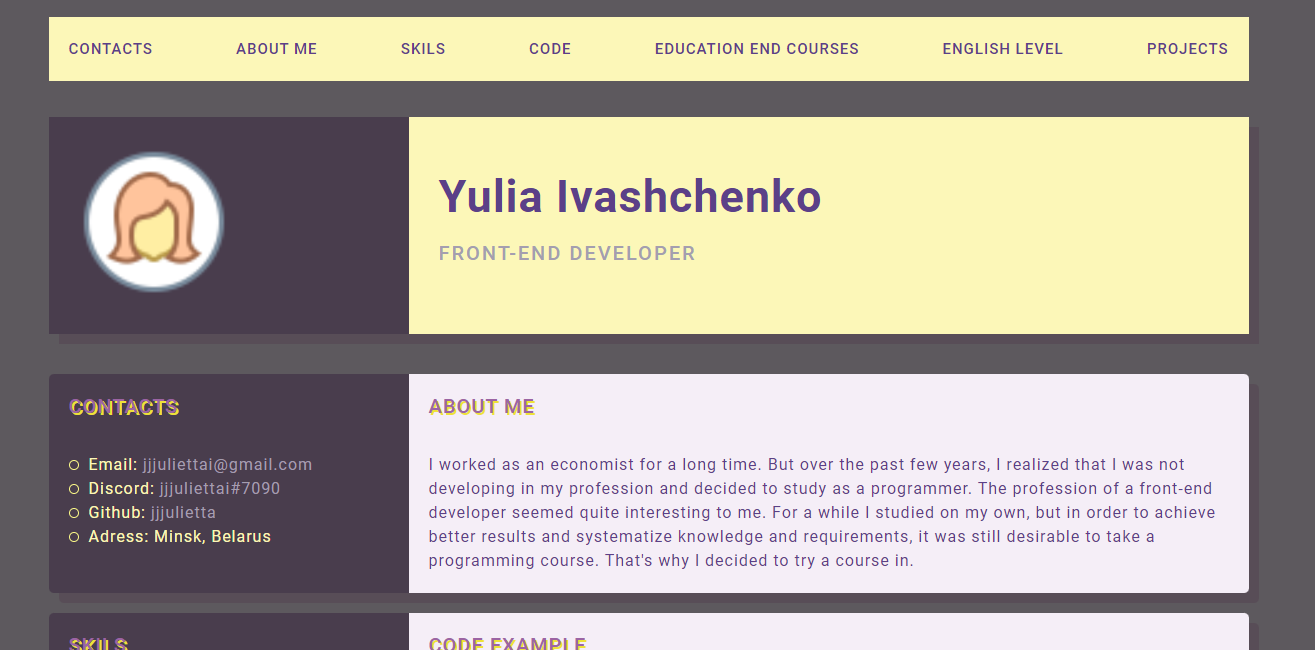 CONTACTS ABOUT ME SKILS CODE EDUCATION END COURSES ENGLISH LEVEL PROJECTS
Yulia Ivashchenko
FRONT-END DEVELOPER
CONTACTS
Email: jjjuliettai@gmail.com
Discord: jjjuliettai#7090
Github: jjjulietta
Adress: Minsk, Belarus
ABOUT ME
I worked as an economist for a long time. But over the past few years, I realized that I was not
developing in my profession and decided to study as a programmer. The profession of a front-end
developer seemed quite interesting to me. For a while I studied on my own, but in order to achieve
better results and systematize knowledge and requirements, it was still desirable to take a
programming course. That's why I decided to try a course in.
SKILS
CODE EXAMPLE